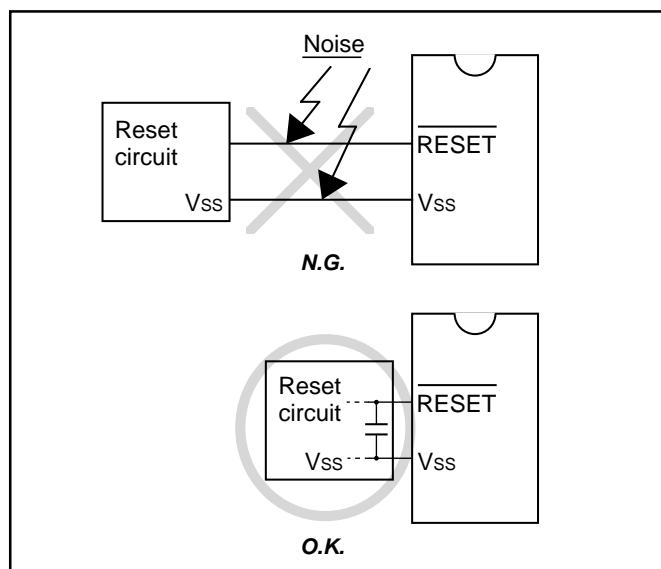 Noise
Reset
circuit
RESET
VSS
VSS
N.G.
Reset
circuit
RESET
VSS
VSS
O.K.